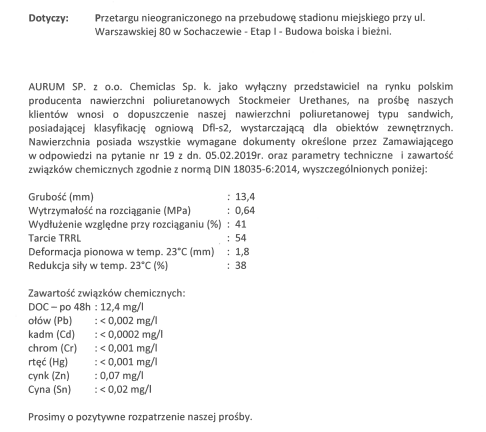 Dotyczy: Przetargu nieograniczonego na przebudowę stadionu miejskiego przy ul.
Warszawskiej 80 w Sochaczewie - Etap I - Budowa boiska i bieżni.
AURUM SP. z o.o. Chemiclas Sp. k. jako wyłączny przedstawiciel na rynku polskim
producenta nawierzchni poliuretanowych Stockmeier Urethanes, na prośbę naszych
klientów wnosi o dopuszczenie naszej nawierzchni poliuretanowej typu sandwich,
posiadającej klasyfikację ogniową Dfl-s2, wystarczającą dla obiektów zewnętrznych.
Nawierzchnia posiada wszystkie wymagane dokumenty określone przez Zamawiającego
w odpowiedzi na pytanie nr 19 z dn. 05.02.2019r. oraz parametry techniczne i zawartość
związków chemicznych zgodnie z normą DIN 18035-6:2014, wyszczególnionych poniżej:
Grubość (mm) : 13,4
Wytrzymałość na rozciąganie (MPa) : 0,64
Wydłużenie względne przy rozciąganiu (%) : 41
Tarcie TRRL : 54
Deformacja pionowa w temp. 23°C (mm) : 1,8
Redukcja siły w temp. 23°C (%) : 38
Zawartość związków chemicznych:
DOC – po 48h : 12,4 mg/l
ołów (Pb) : < 0,002 mg/l
kadm (Cd) : < 0,0002 mg/l
chrom (Cr) : < 0,001 mg/l
rtęć (Hg) : < 0,001 mg/l
cynk (Zn) : 0,07 mg/l
Cyna (Sn) : < 0,02 mg/l
Prosimy o pozytywne rozpatrzenie naszej prośby.